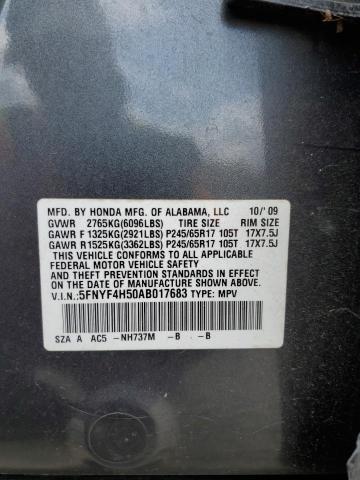 MFD. BY HONDA MFG. OF ALABAMA, LLC 10/'09
GVWR 2765KG(6096LBS) TIRE SIZE RIM SIZE
GAWR F 1325KG(2921LBS) P245/65R17 105T 17X7.5J
GAWR R 1525KG(3362LBS) P245/65R17 105T 17X7.5J
THIS VEHICLE CONFORMS TO ALL APPLICABLE
FEDERAL MOTOR VEHICLE SAFETY STANDARDS
IN EFFECT ON THE DATE OF MANUFACTURE
SHOWN ABOVE.
V.I.N.:5FNYF4H50AB017683 TYPE: MPV
SZA A AC5 -NH737M -B -B